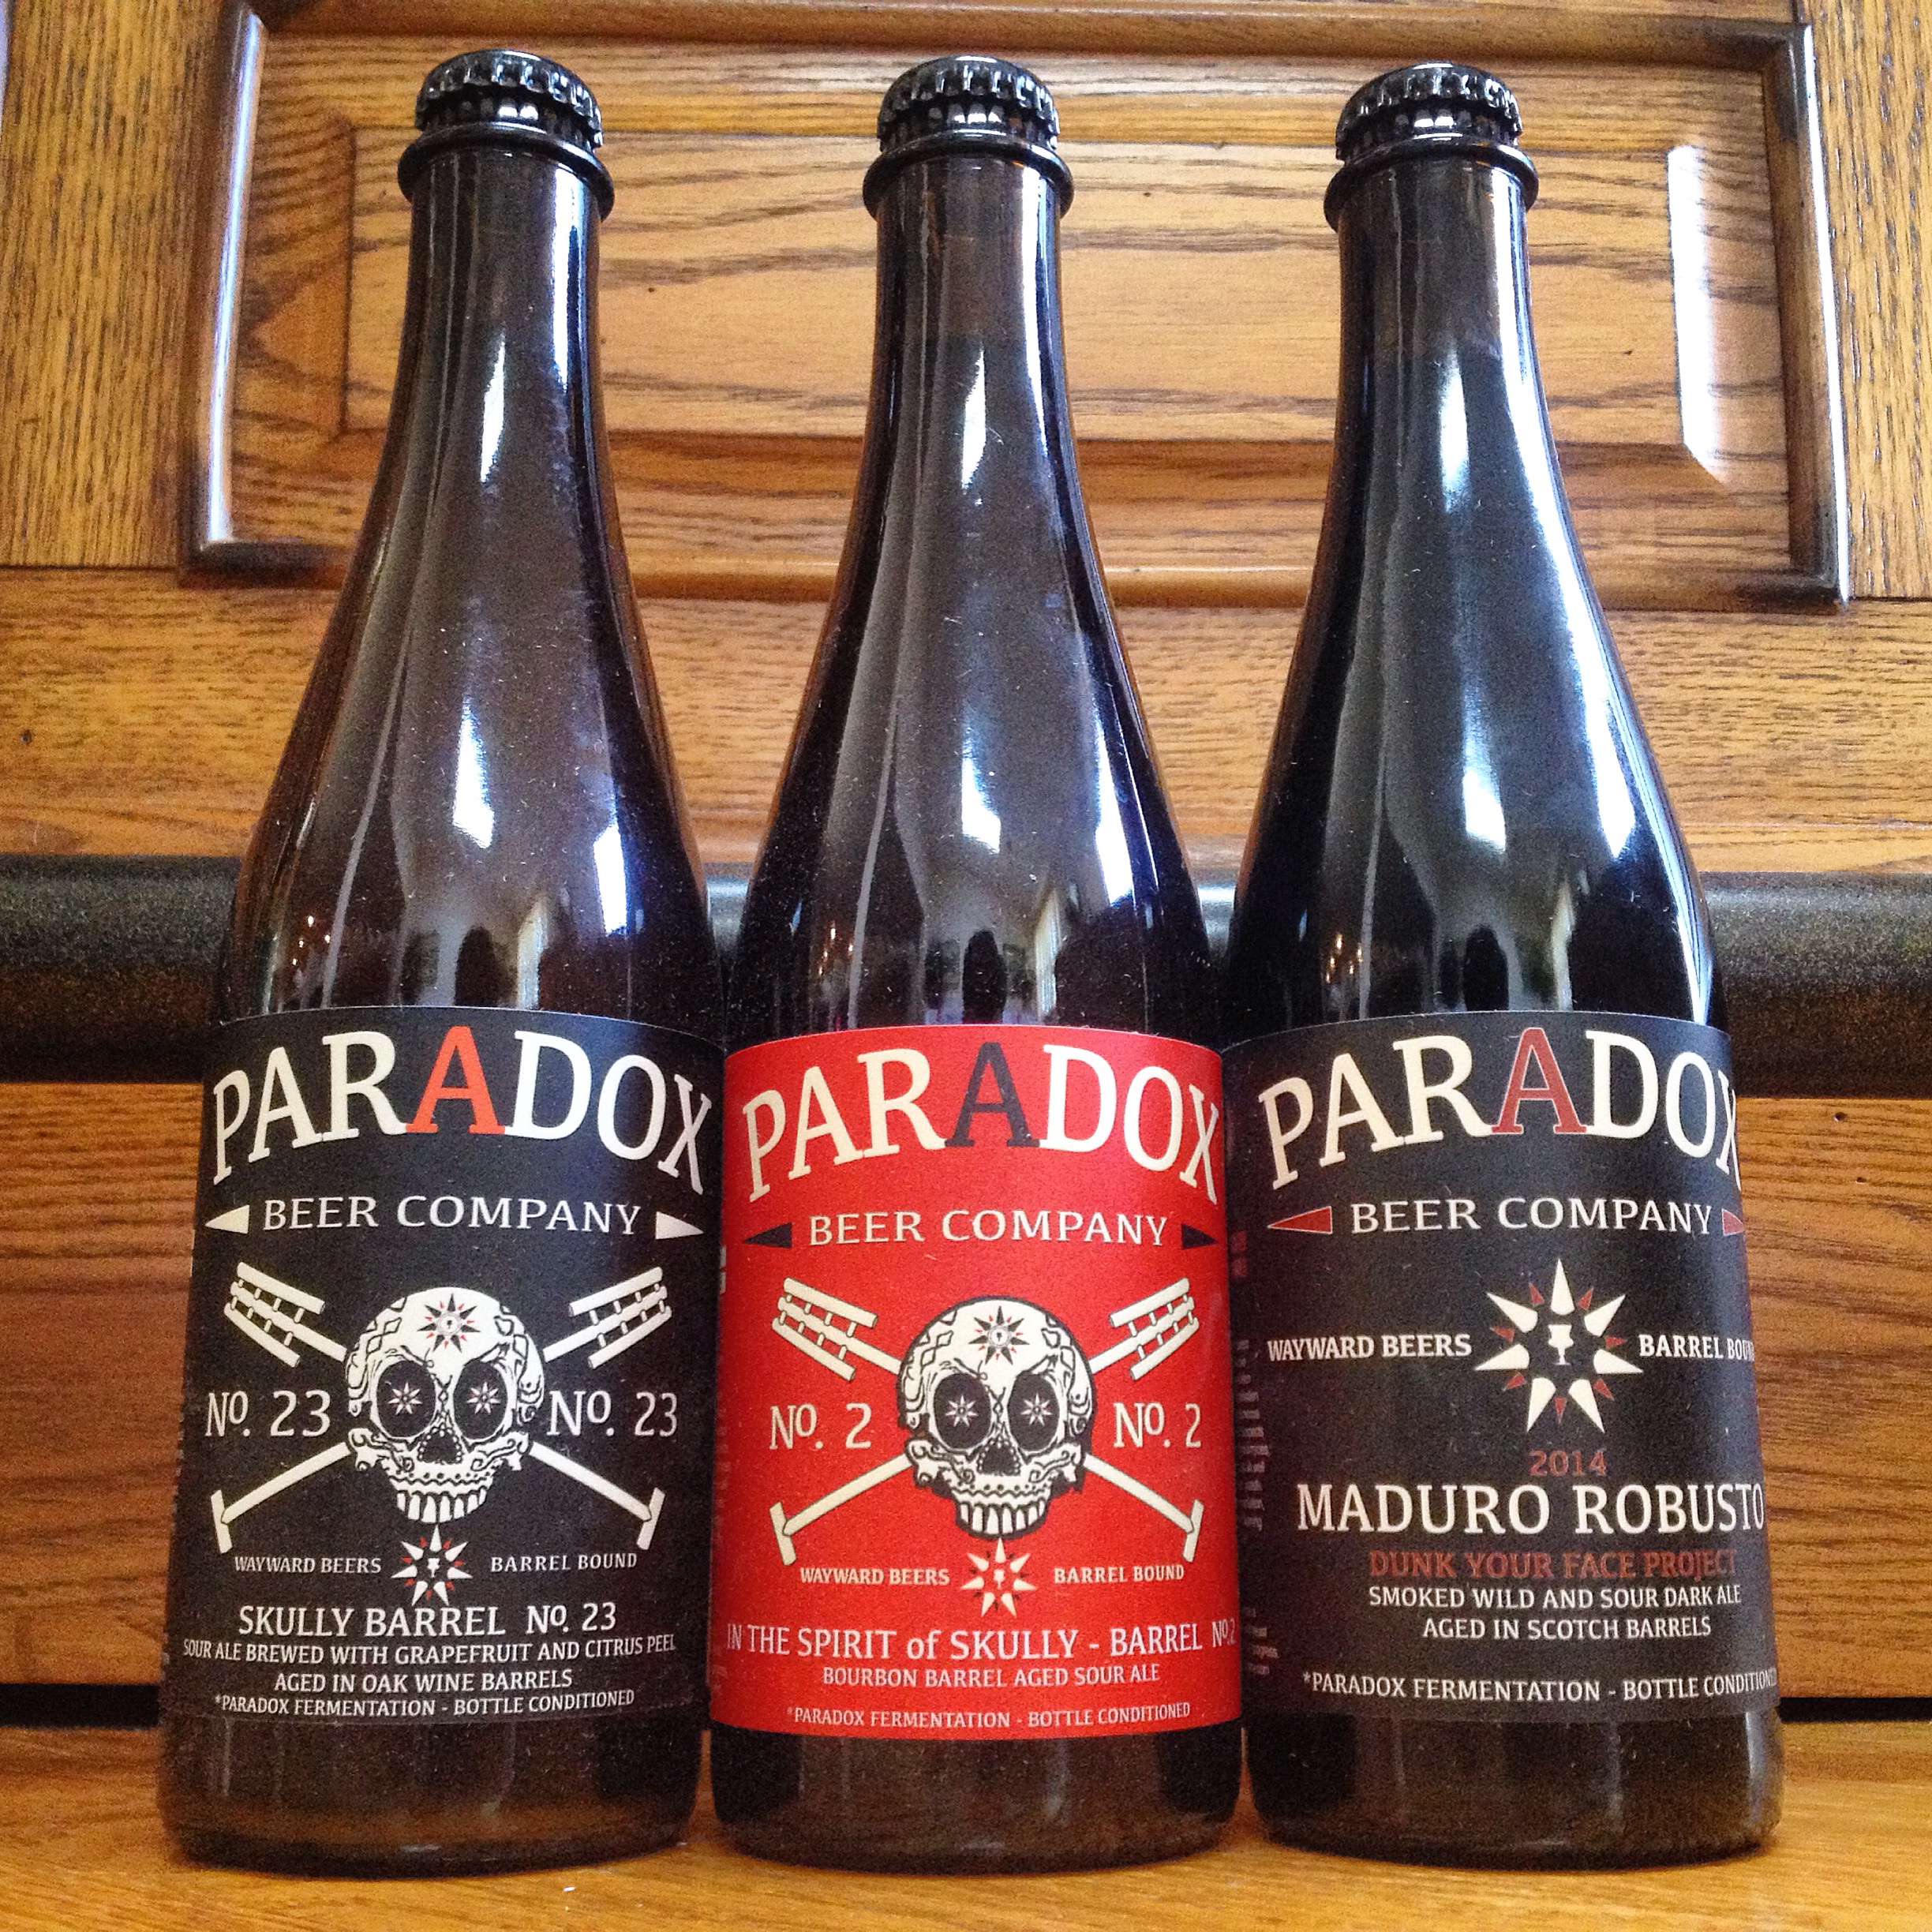 PARADOX
BEER COMPANY
No. 23 No. 23
WAYWARD BEERS BARREL BOUND
SKULLY BARREL No. 23
SOUR ALE BREWED WITH GRAPEFRUIT AND CITRUS PEEL
AGED IN OAK WINE BARRELS
*PARADOX FERMENTATION - BOTTLE CONDITIONED
PARADOX
BEER COMPANY
No. 2 No. 2
WAYWARD BEERS BARREL BOUND
IN THE SPIRIT of SKULLY - BARREL No. 2
BOURBON BARREL AGED SOUR ALE
*PARADOX FERMENTATION - BOTTLE CONDITIONED
PARADOX
BEER COMPANY
WAYWARD BEERS BARREL BOUN
2014
MADURO ROBUSTO
DUNK YOUR FACE PROJECT
SMOKED WILD AND SOUR DARK ALE
AGED IN SCOTCH BARRELS
*PARADOX FERMENTATION - BOTTLE CONDITIONED